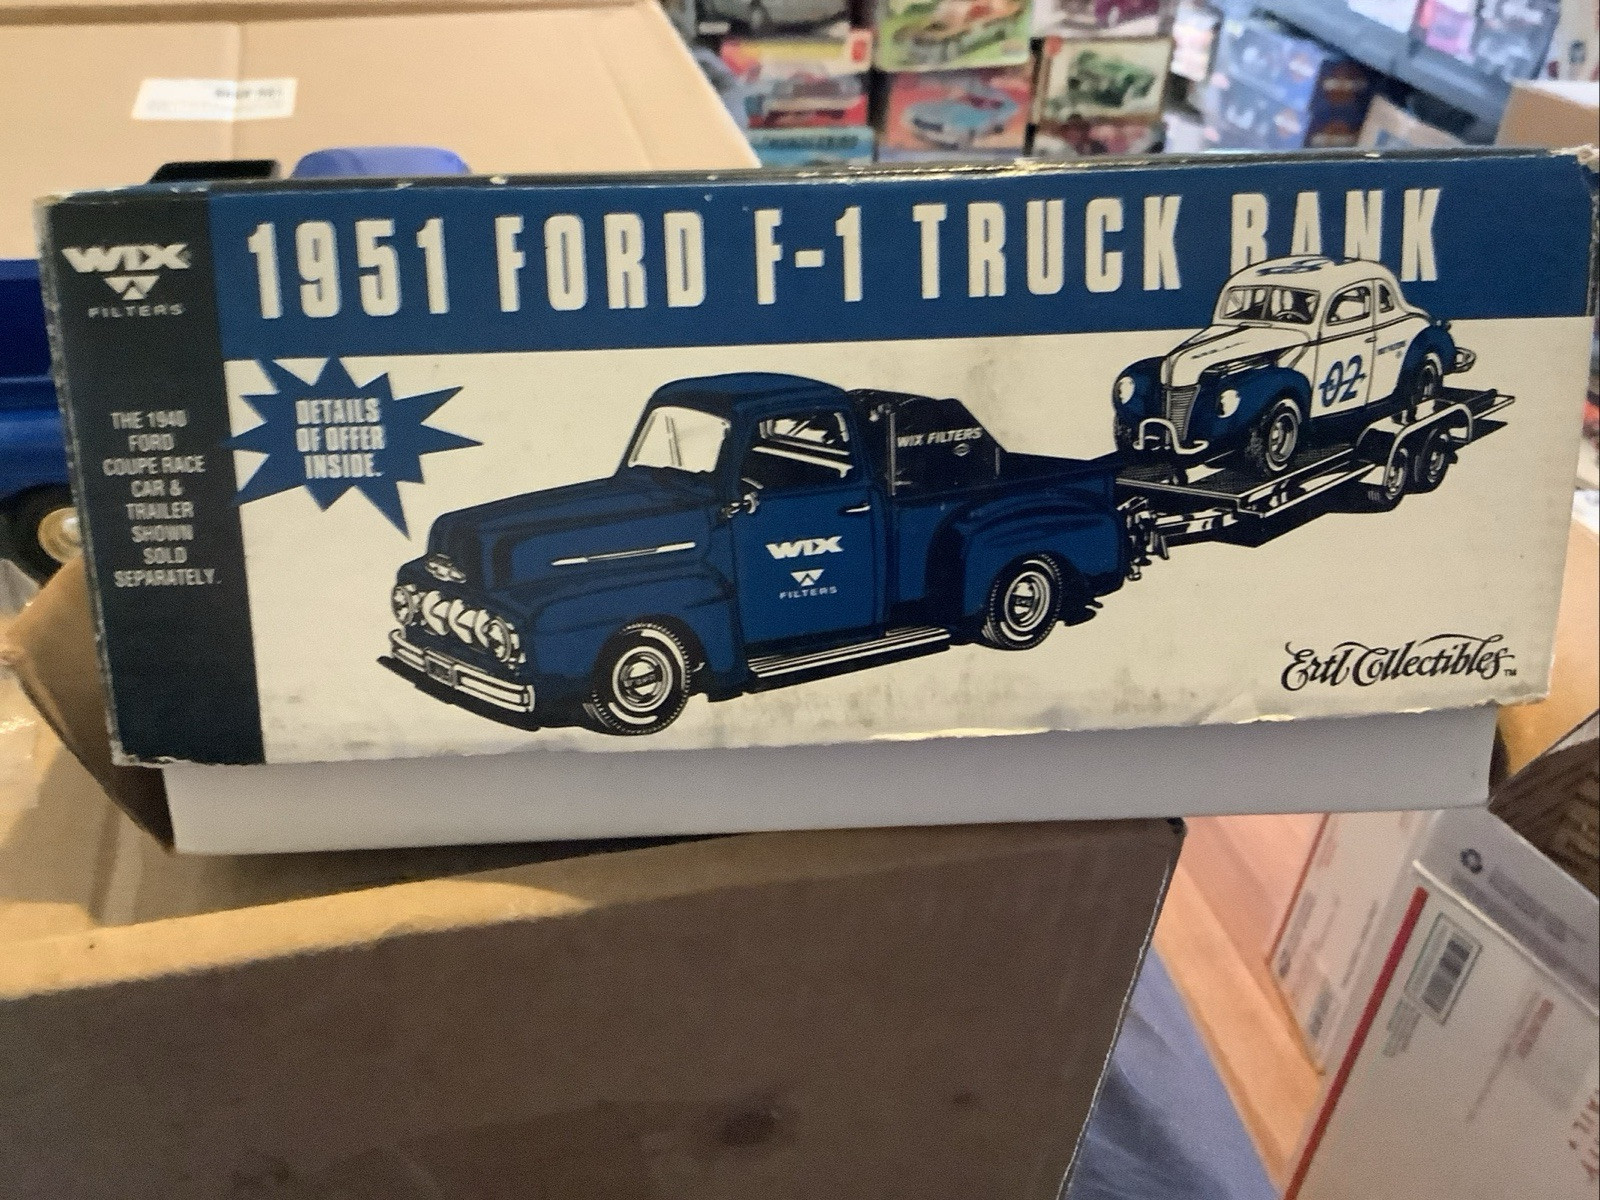 1951 FORD F-1 TRUCK BANK
WIX
FILTERS
THE 1940
FORD
COUPE RACE
CAR &
TRAILER
SHOWN
SOLD
SEPARATELY.
DETAILS
OF OFFER
INSIDE.
WIX FILTERS
02
WIX
FILTERS
Ertl Collectibles™